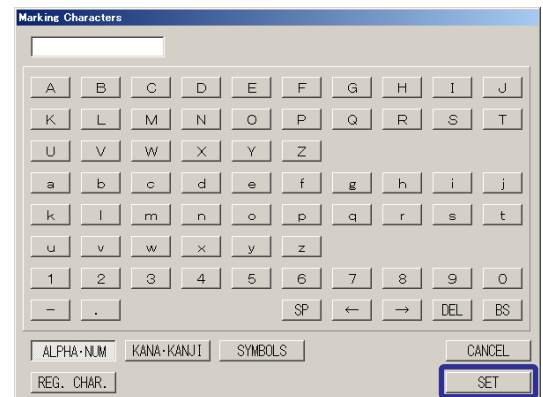 Marking Characters
A B C D E F G H I J
K L M N O P Q R S T
U V W X Y Z
a b c d e f g h i j
k l m n o p q r s t
u v w x y z
1 2 3 4 5 6 7 8 9 0
- . SP ← → DEL BS
ALPHA・NUM KANA・KANJI SYMBOLS CANCEL
REG. CHAR. SET